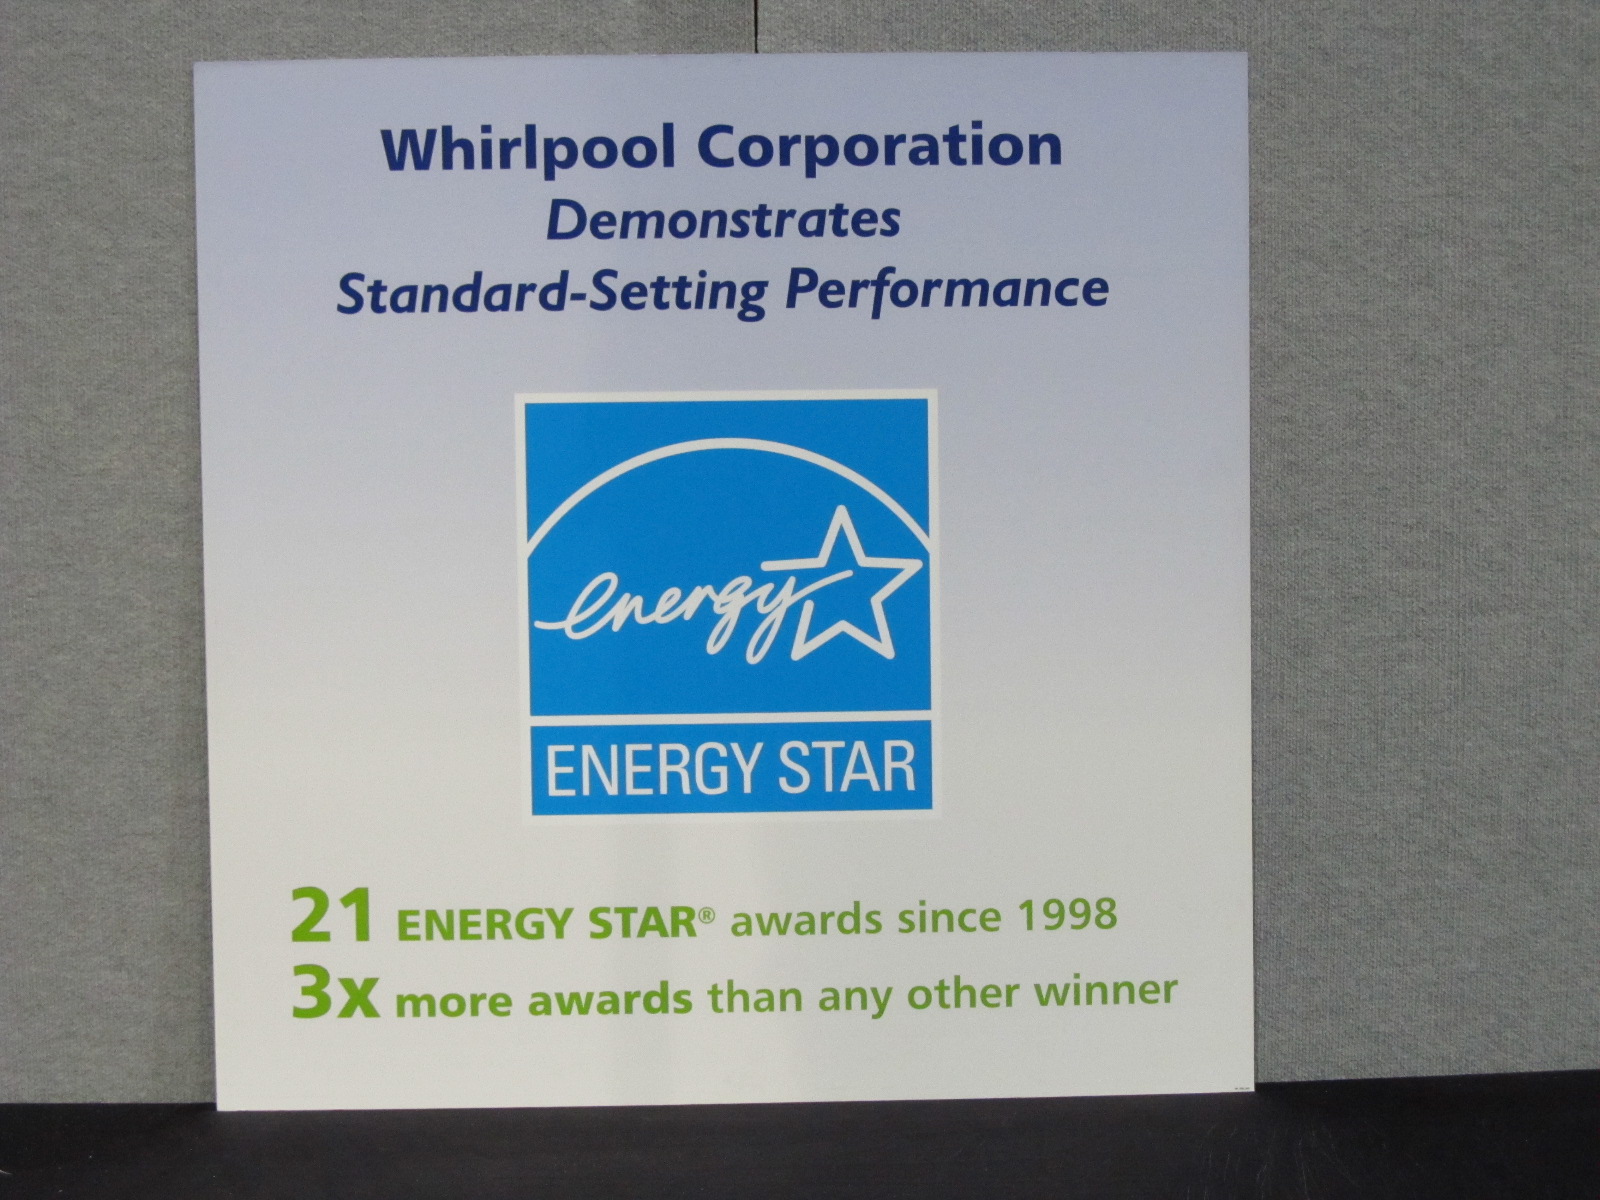 Whirlpool Corporation
Demonstrates
Standard-Setting Performance
energy
ENERGY STAR
21 ENERGY STAR® awards since 1998
3x more awards than any other winner